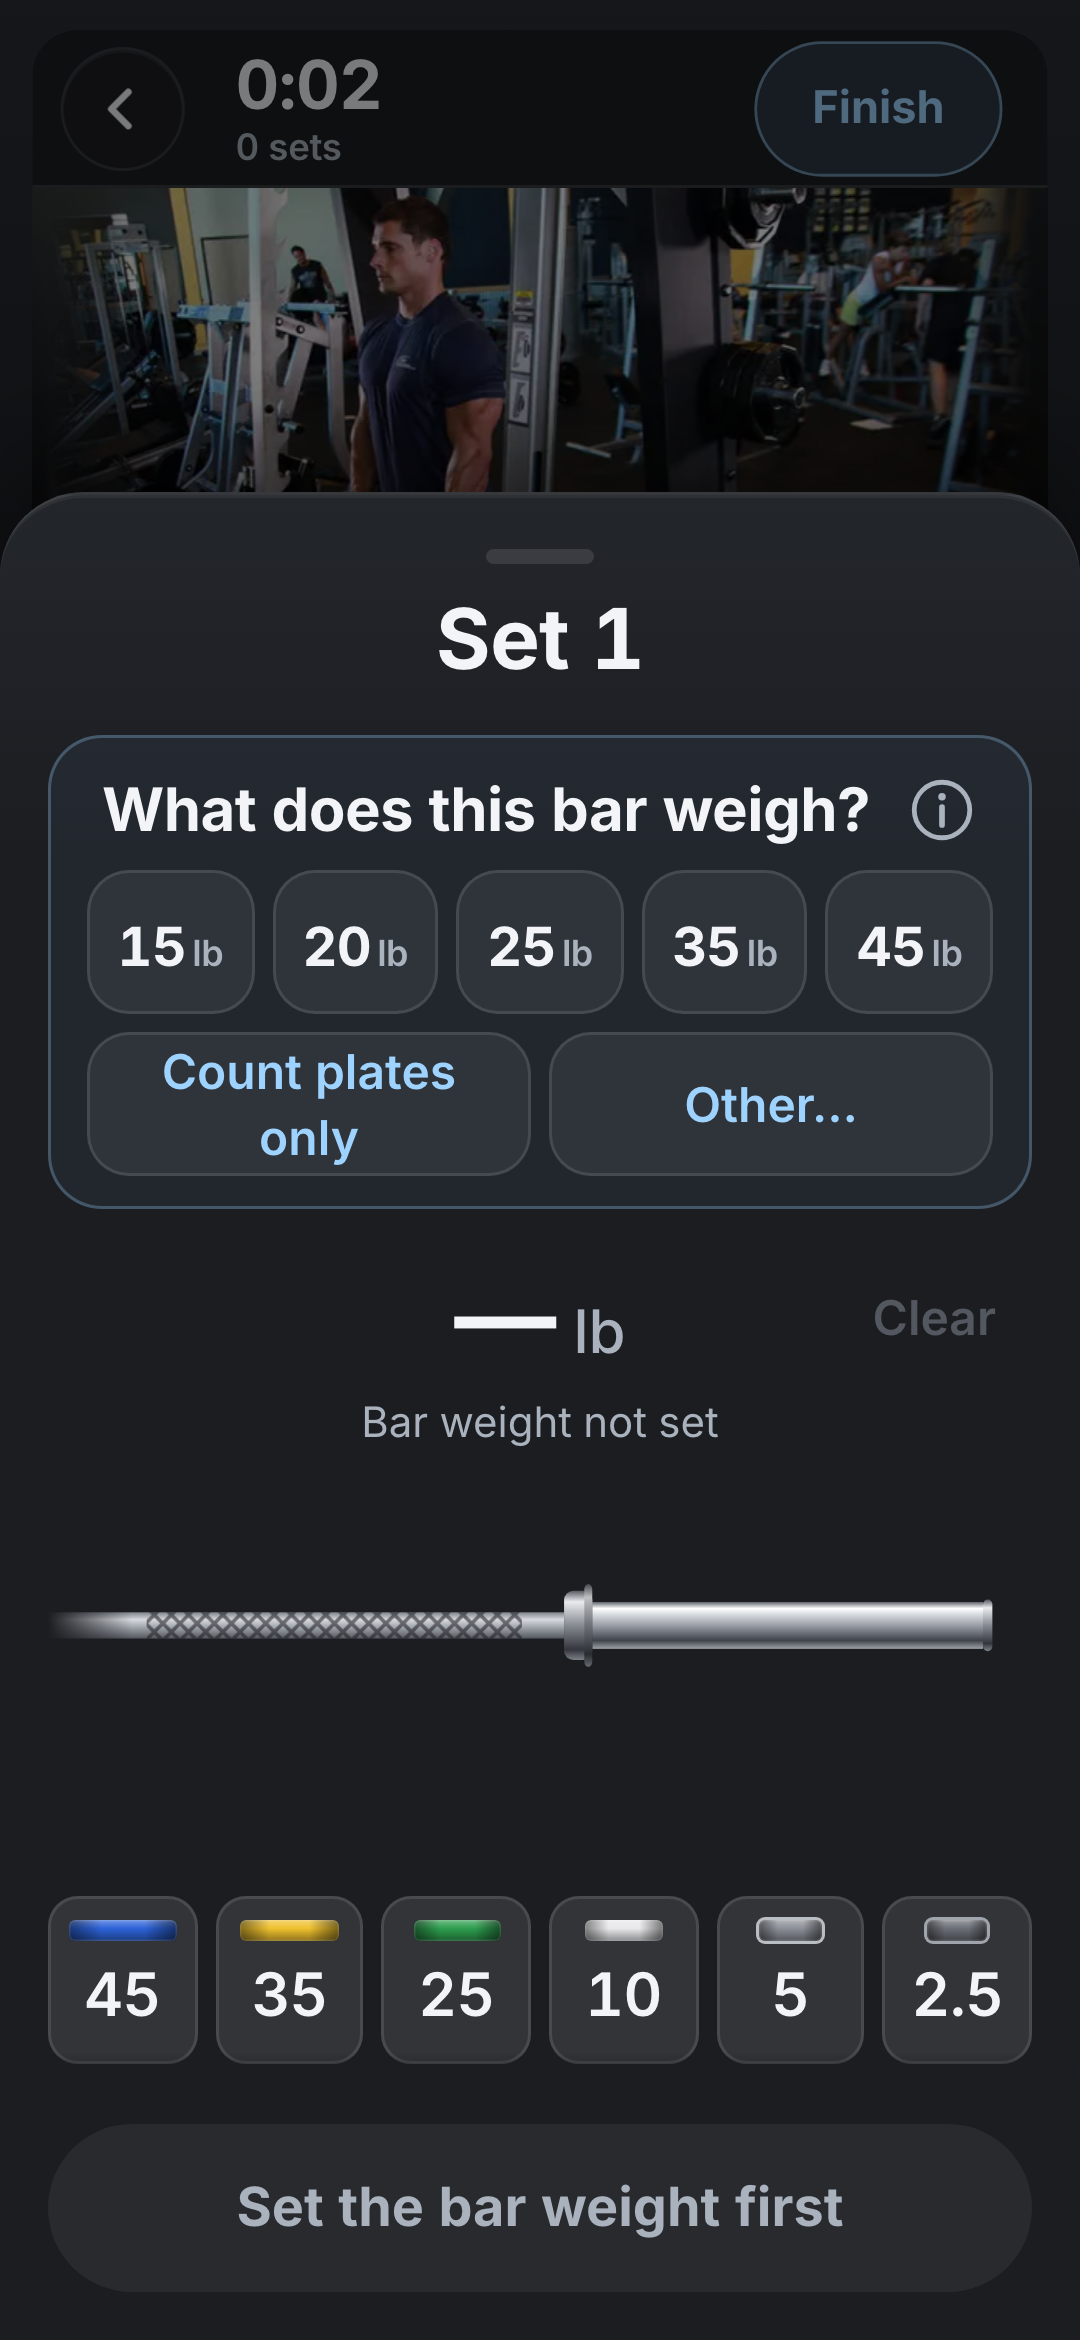 0:02
0 sets
Finish
Set 1
What does this bar weigh?
15 lb
20 lb
25 lb
35 lb
45 lb
Count plates
only
Other...
— lb
Clear
Bar weight not set
45
35
25
10
5
2.5
Set the bar weight first